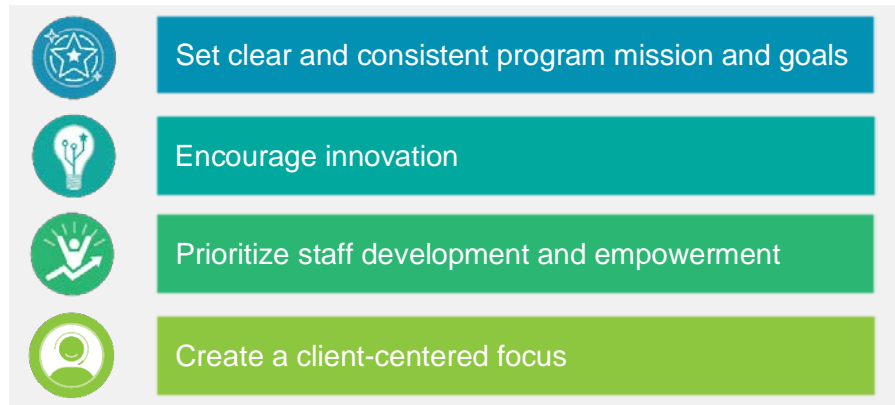 Set clear and consistent program mission and goals
Encourage innovation
Prioritize staff development and empowerment
Create a client-centered focus